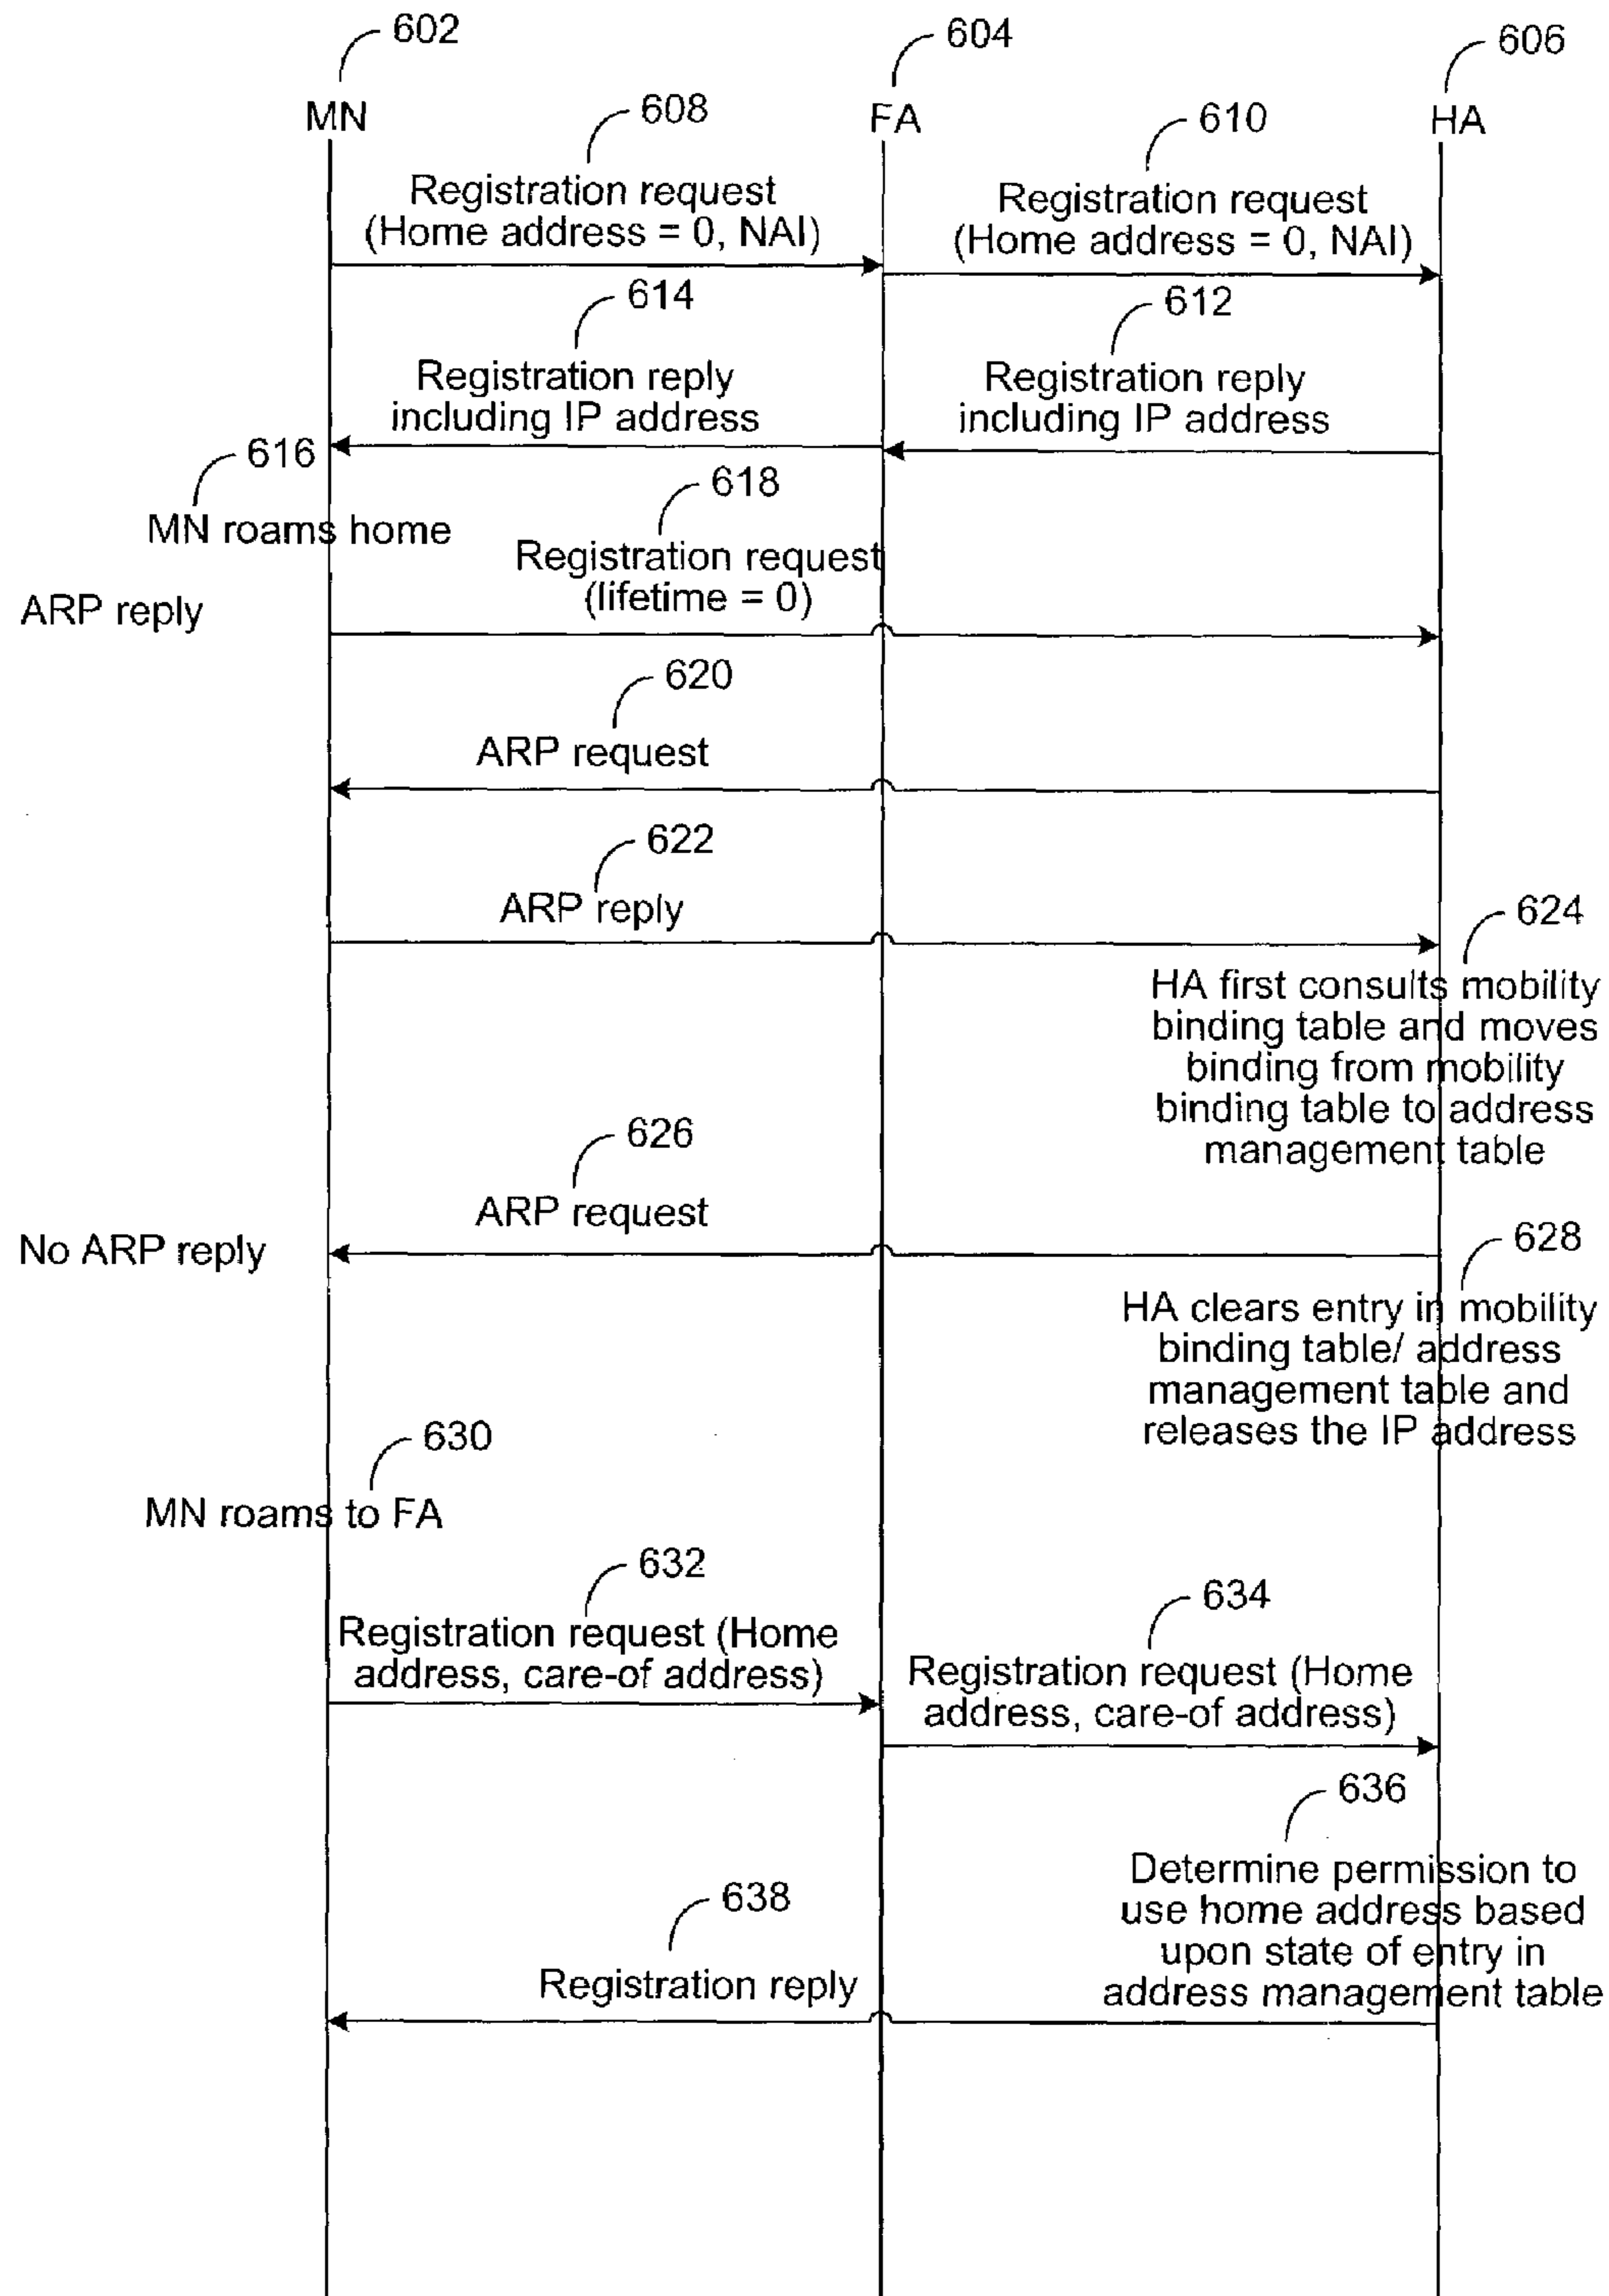 602
604
606
MN
FA
HA
608
610
Registration request
(Home address = 0, NAI)
Registration request
(Home address = 0, NAI)
614
612
Registration reply
including IP address
Registration reply
including IP address
616
MN roams home
618
Registration request
(lifetime = 0)
ARP reply
620
ARP request
622
ARP reply
624
HA first consults mobility
binding table and moves
binding from mobility
binding table to address
management table
626
ARP request
No ARP reply
628
HA clears entry in mobility
binding table/ address
management table and
releases the IP address
630
MN roams to FA
632
Registration request (Home
address, care-of address)
634
Registration request (Home
address, care-of address)
636
Determine permission to
use home address based
upon state of entry in
address management table
638
Registration reply